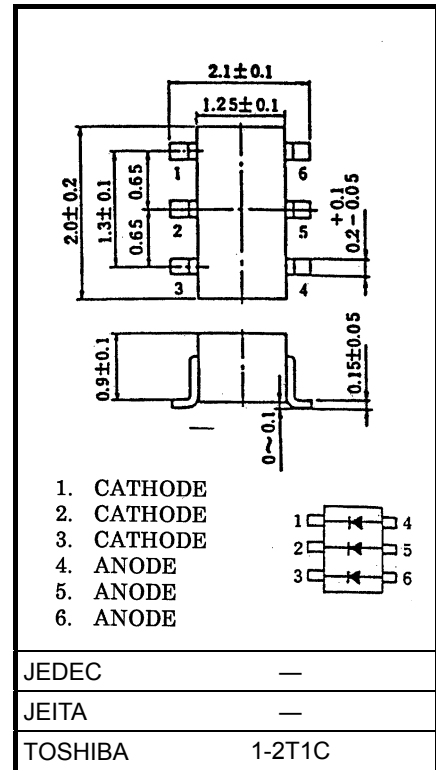 2.1±0.1
1.25±0.1
2.0±0.2
1.3±0.1
0.65
0.65
1
2
3
6
5
4
+0.1
0.2-0.05
0.9±0.1
0.15±0.05
0~0.1
1. CATHODE
2. CATHODE
3. CATHODE
4. ANODE
5. ANODE
6. ANODE
1 4
2 5
3 6
JEDEC —
JEITA —
TOSHIBA 1-2T1C